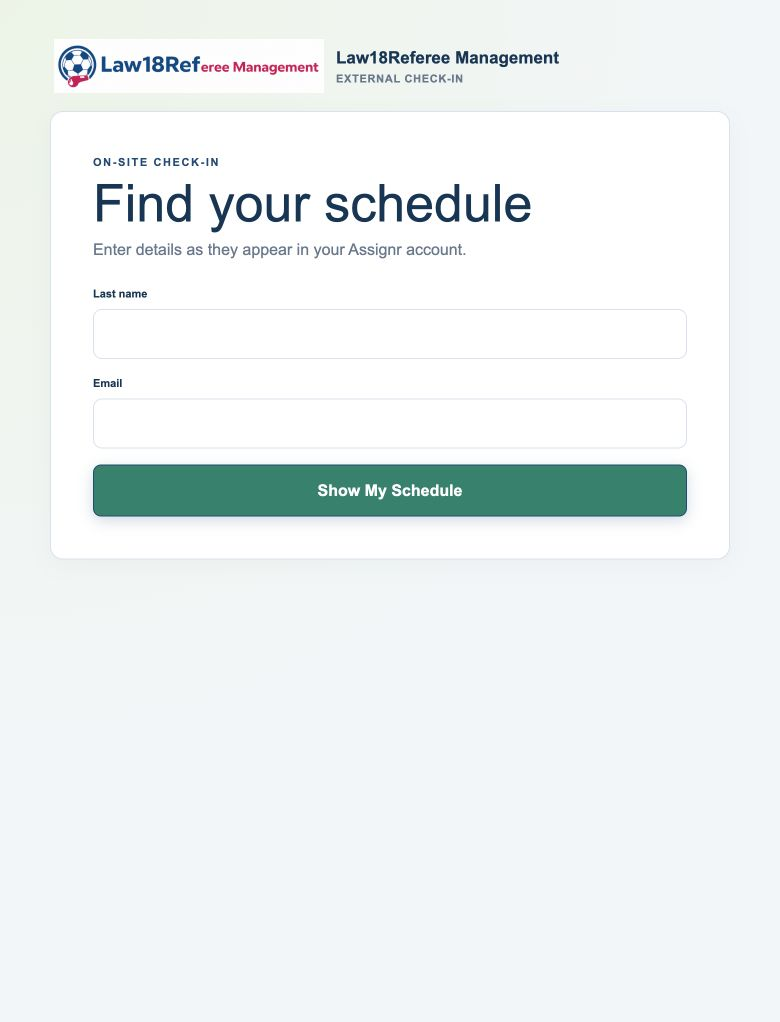 Law18Referee Management
Law18Referee Management
EXTERNAL CHECK-IN
ON-SITE CHECK-IN
Find your schedule
Enter details as they appear in your Assignr account.
Last name
Email
Show My Schedule